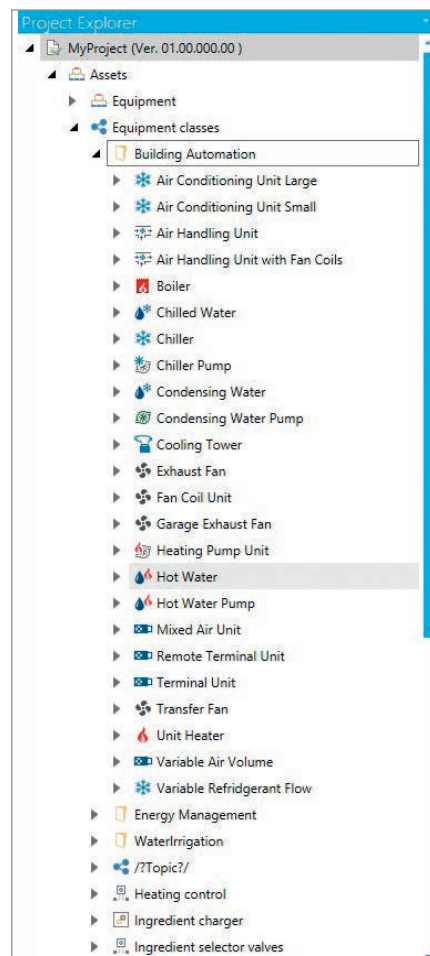 Project Explorer
MyProject (Ver. 01.00.000.00 )
Assets
Equipment
Equipment classes
Building Automation
Air Conditioning Unit Large
Air Conditioning Unit Small
Air Handling Unit
Air Handling Unit with Fan Coils
Boiler
Chilled Water
Chiller
Chiller Pump
Condensing Water
Condensing Water Pump
Cooling Tower
Exhaust Fan
Fan Coil Unit
Garage Exhaust Fan
Heating Pump Unit
Hot Water
Hot Water Pump
Mixed Air Unit
Remote Terminal Unit
Terminal Unit
Transfer Fan
Unit Heater
Variable Air Volume
Variable Refridgerant Flow
Energy Management
WaterIrrigation
/?Topic?/
Heating control
Ingredient charger
Ingredient selector valves